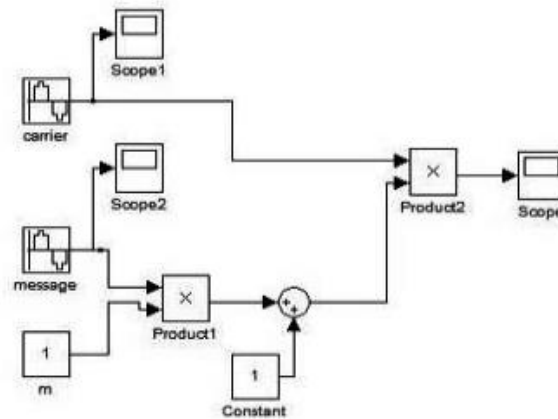 Scope1
carrier
×
Scope2
Product2
Scope
message
×
+
+
1
Product1
m
1
Constant